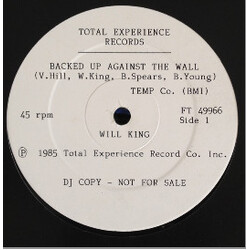 TOTAL EXPERIENCE
RECORDS
BACKED UP AGAINST THE WALL
(V.Hill, W.King, B.Spears, B.Young)
TEMP Co. (BMI)
45 rpm
FT 49966
Side 1
WILL KING
Ⓟ 1985 Total Experience Record Co. Inc.
DJ COPY - NOT FOR SALE